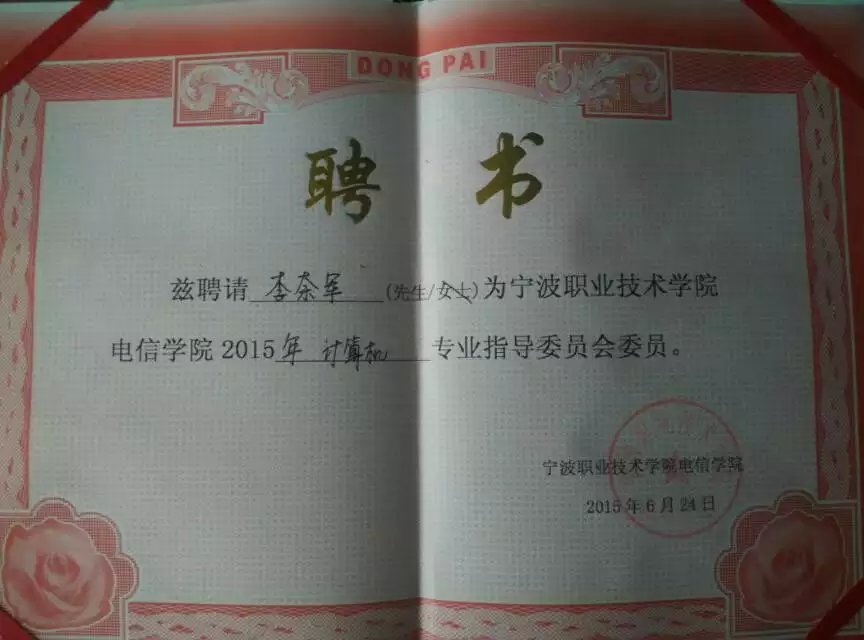 DONG PAI
聘书
兹聘请 李奈军 (先生/女士)为宁波职业技术学院
电信学院 2015年 计算机 专业指导委员会委员。
宁波职业技术学院电信学院
2015年6月24日